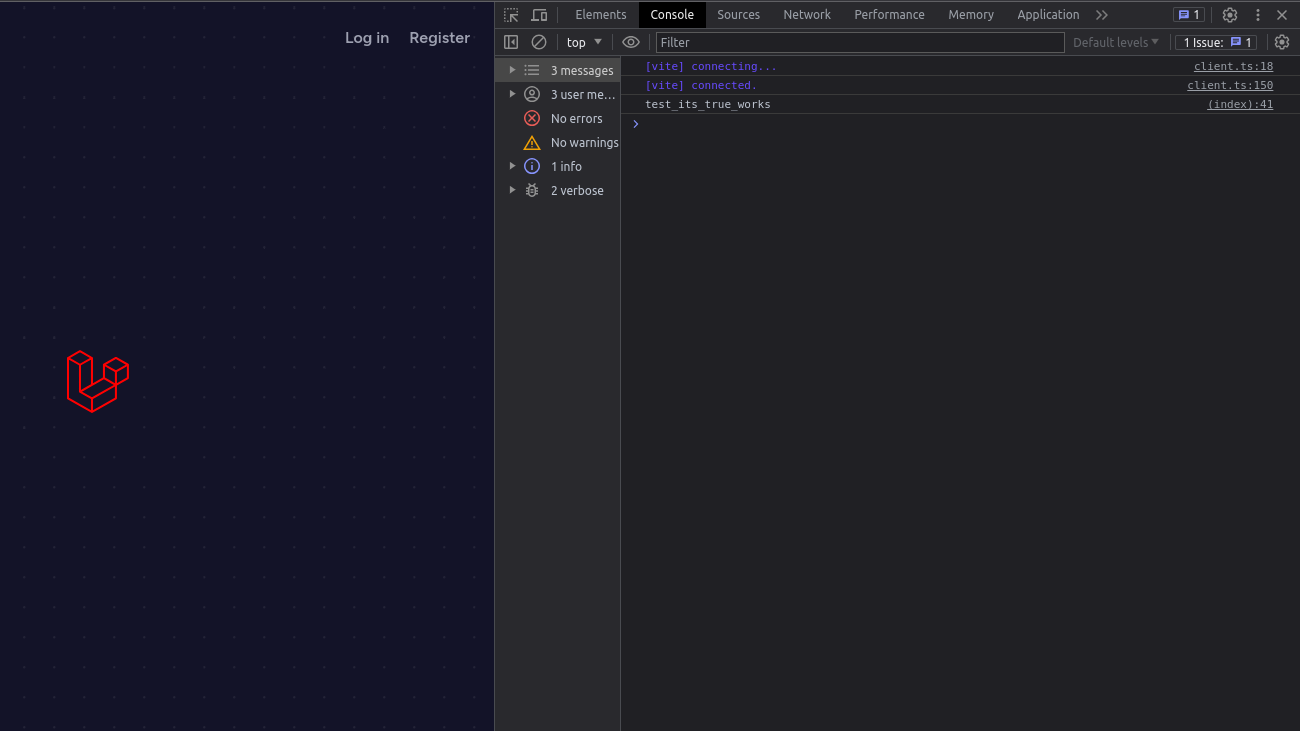 Log in Register
Elements Console Sources Network Performance Memory Application 1
top Filter Default levels 1 Issue: 1
3 messages
3 user me...
No errors
No warnings
1 info
2 verbose
[vite] connecting... client.ts:18
[vite] connected. client.ts:150
test_its_true_works (index):41